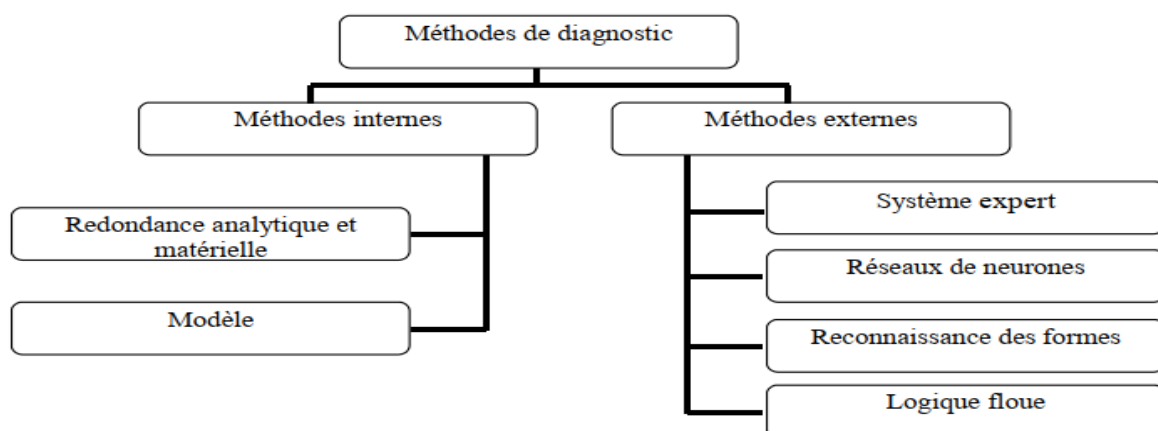 Méthodes de diagnostic
Méthodes internes
Méthodes externes
Redondance analytique et
matérielle
Modèle
Système expert
Réseaux de neurones
Reconnaissance des formes
Logique floue